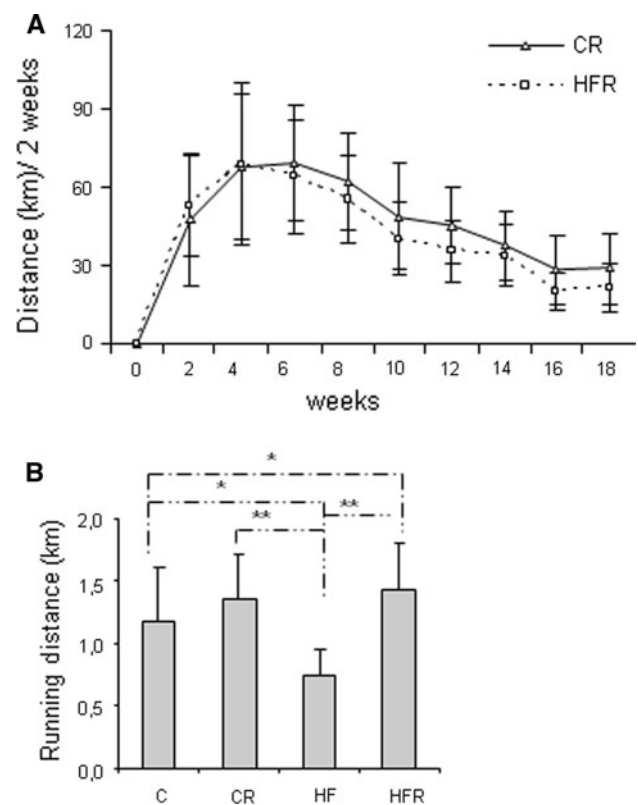 A
CR
HFR
Distance (km)/ 2 weeks
120
90
60
30
0
0 2 4 6 8 10 12 14 16 18
weeks
B
*
*
**
**
Running distance (km)
2,0
1,5
1,0
0,5
0,0
C CR HF HFR